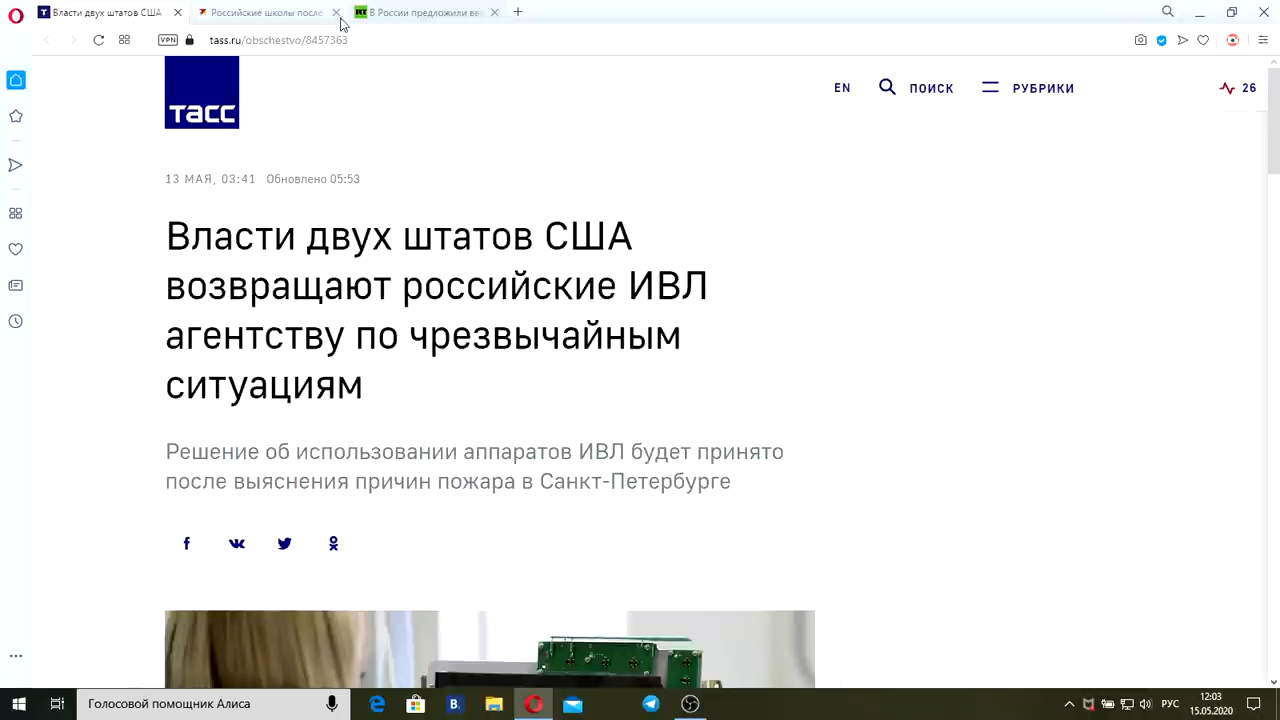 Власти двух штатов США
Российские школы после
В России предложили вв
VPN
tass.ru/obschestvo/8457363
ТАСС
EN
ПОИСК
РУБРИКИ
26
13 МАЯ, 03:41 Обновлено 05:53
Власти двух штатов США
возвращают российские ИВЛ
агентству по чрезвычайным
ситуациям
Решение об использовании аппаратов ИВЛ будет принято
после выяснения причин пожара в Санкт-Петербурге
Голосовой помощник Алиса
РУС
12:03
15.05.2020